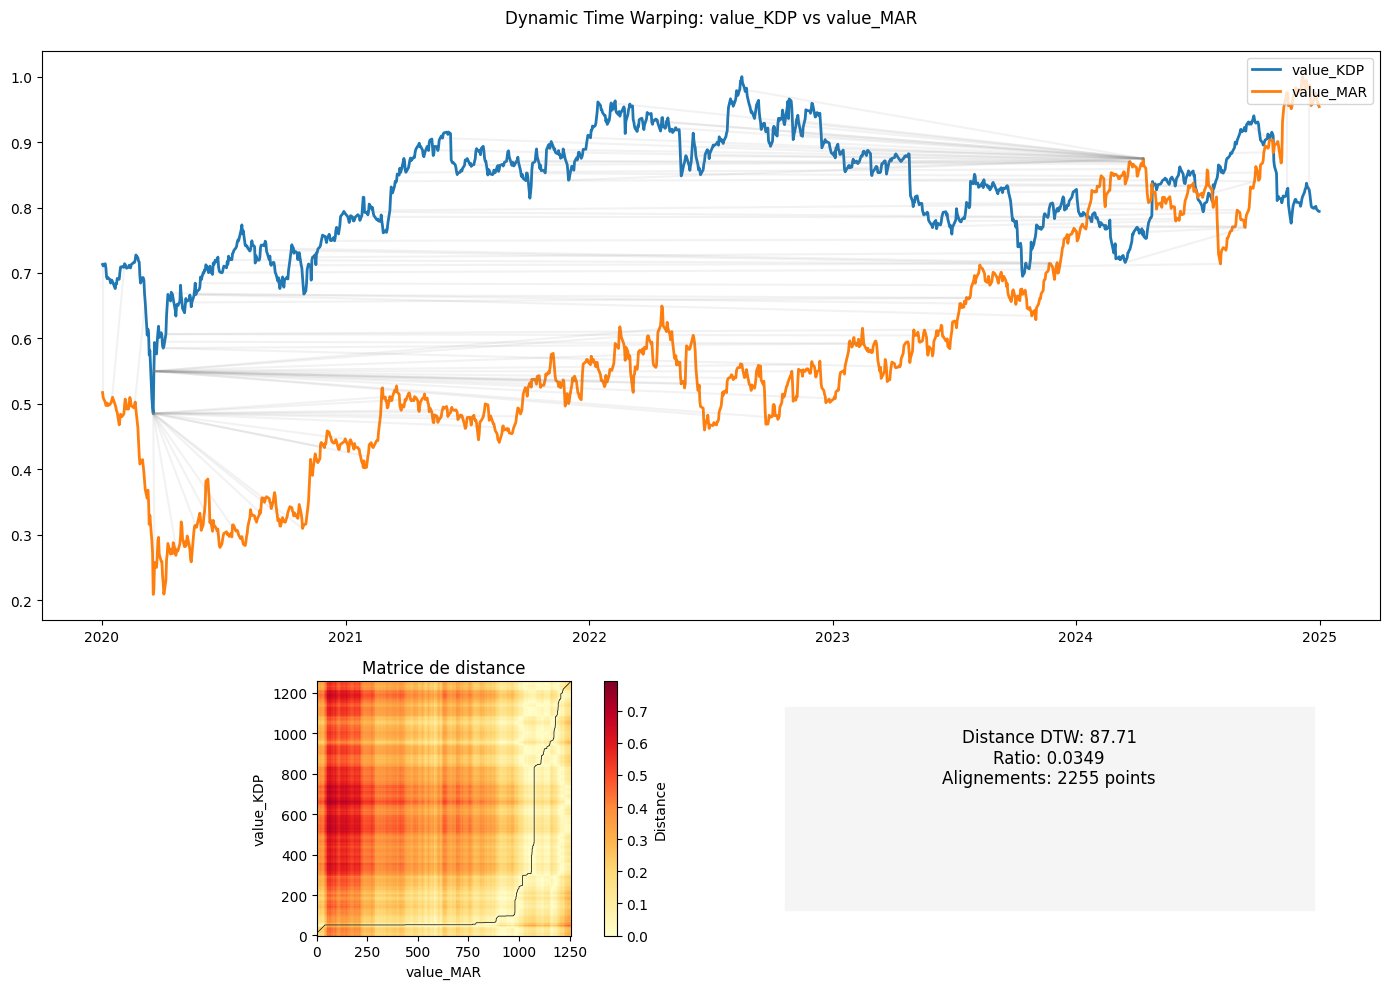 Dynamic Time Warping: value_KDP vs value_MAR
value_KDP
value_MAR
1.0
0.9
0.8
0.7
0.6
0.5
0.4
0.3
0.2
2020 2021 2022 2023 2024 2025
Matrice de distance
value_KDP
1200
1000
800
600
400
200
0
0 250 500 750 1000 1250
value_MAR
0.7
0.6
0.5
0.4
0.3
0.2
0.1
0.0
Distance
Distance DTW: 87.71
Ratio: 0.0349
Alignements: 2255 points